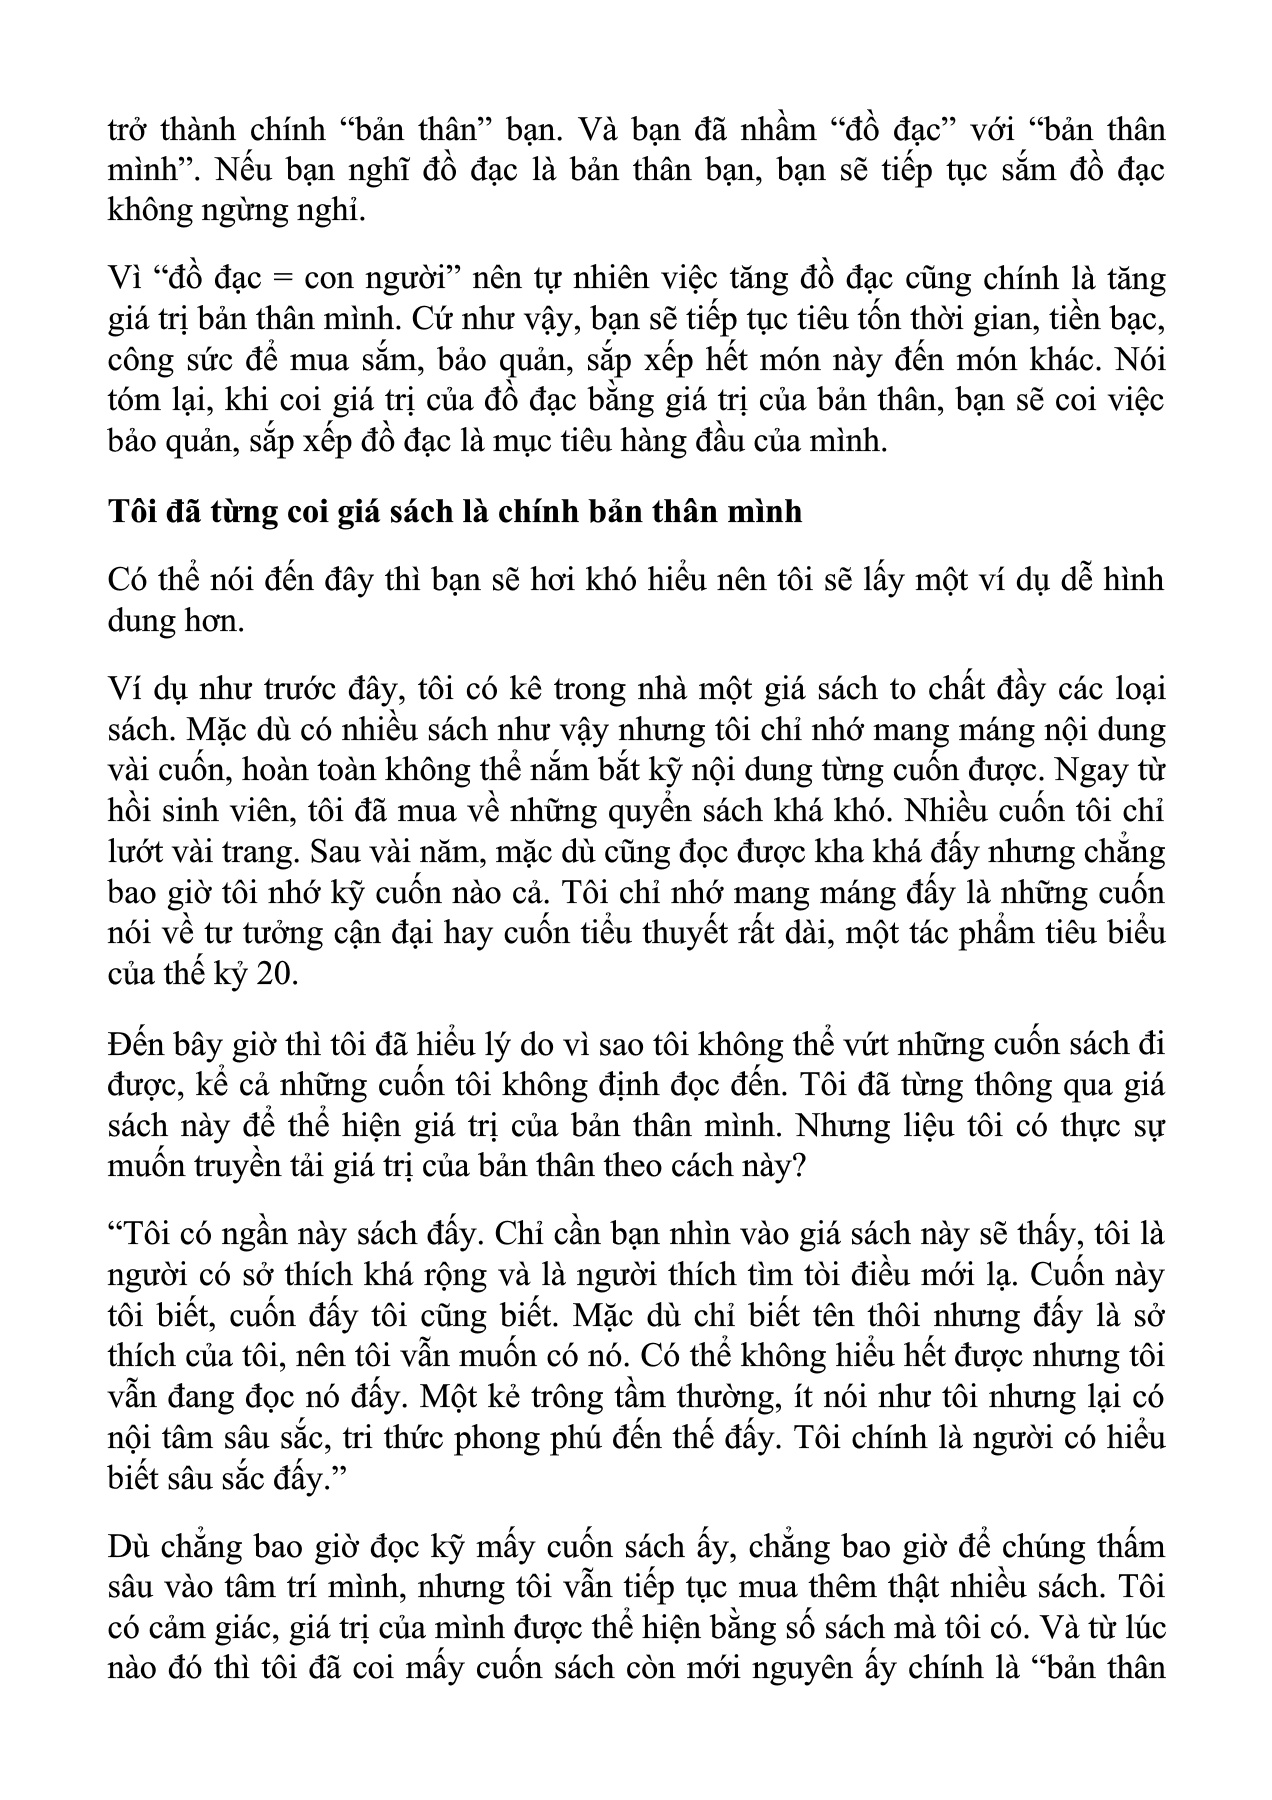 trở thành chính “bản thân” bạn. Và bạn đã nhầm “đồ đạc” với “bản thân
mình”. Nếu bạn nghĩ đồ đạc là bản thân bạn, bạn sẽ tiếp tục sắm đồ đạc
không ngừng nghỉ.
Vì “đồ đạc = con người” nên tự nhiên việc tăng đồ đạc cũng chính là tăng
giá trị bản thân mình. Cứ như vậy, bạn sẽ tiếp tục tiêu tốn thời gian, tiền bạc,
công sức để mua sắm, bảo quản, sắp xếp hết món này đến món khác. Nói
tóm lại, khi coi giá trị của đồ đạc bằng giá trị của bản thân, bạn sẽ coi việc
bảo quản, sắp xếp đồ đạc là mục tiêu hàng đầu của mình.
Tôi đã từng coi giá sách là chính bản thân mình
Có thể nói đến đây thì bạn sẽ hơi khó hiểu nên tôi sẽ lấy một ví dụ dễ hình
dung hơn.
Ví dụ như trước đây, tôi có kê trong nhà một giá sách to chất đầy các loại
sách. Mặc dù có nhiều sách như vậy nhưng tôi chỉ nhớ mang máng nội dung
vài cuốn, hoàn toàn không thể nắm bắt kỹ nội dung từng cuốn được. Ngay từ
hồi sinh viên, tôi đã mua về những quyển sách khá khó. Nhiều cuốn tôi chỉ
lướt vài trang. Sau vài năm, mặc dù cũng đọc được kha khá đấy nhưng chẳng
bao giờ tôi nhớ kỹ cuốn nào cả. Tôi chỉ nhớ mang máng đấy là những cuốn
nói về tư tưởng cận đại hay cuốn tiểu thuyết rất dài, một tác phẩm tiêu biểu
của thế kỷ 20.
Đến bây giờ thì tôi đã hiểu lý do vì sao tôi không thể vứt những cuốn sách đi
được, kể cả những cuốn tôi không định đọc đến. Tôi đã từng thông qua giá
sách này để thể hiện giá trị của bản thân mình. Nhưng liệu tôi có thực sự
muốn truyền tải giá trị của bản thân theo cách này?
“Tôi có ngần này sách đấy. Chỉ cần bạn nhìn vào giá sách này sẽ thấy, tôi là
người có sở thích khá rộng và là người thích tìm tòi điều mới lạ. Cuốn này
tôi biết, cuốn đấy tôi cũng biết. Mặc dù chỉ biết tên thôi nhưng đấy là sở
thích của tôi, nên tôi vẫn muốn có nó. Có thể không hiểu hết được nhưng tôi
vẫn đang đọc nó đấy. Một kẻ trông tầm thường, ít nói như tôi nhưng lại có
nội tâm sâu sắc, tri thức phong phú đến thế đấy. Tôi chính là người có hiểu
biết sâu sắc đấy.”
Dù chẳng bao giờ đọc kỹ mấy cuốn sách ấy, chẳng bao giờ để chúng thấm
sâu vào tâm trí mình, nhưng tôi vẫn tiếp tục mua thêm thật nhiều sách. Tôi
có cảm giác, giá trị của mình được thể hiện bằng số sách mà tôi có. Và từ lúc
nào đó thì tôi đã coi mấy cuốn sách còn mới nguyên ấy chính là “bản thân